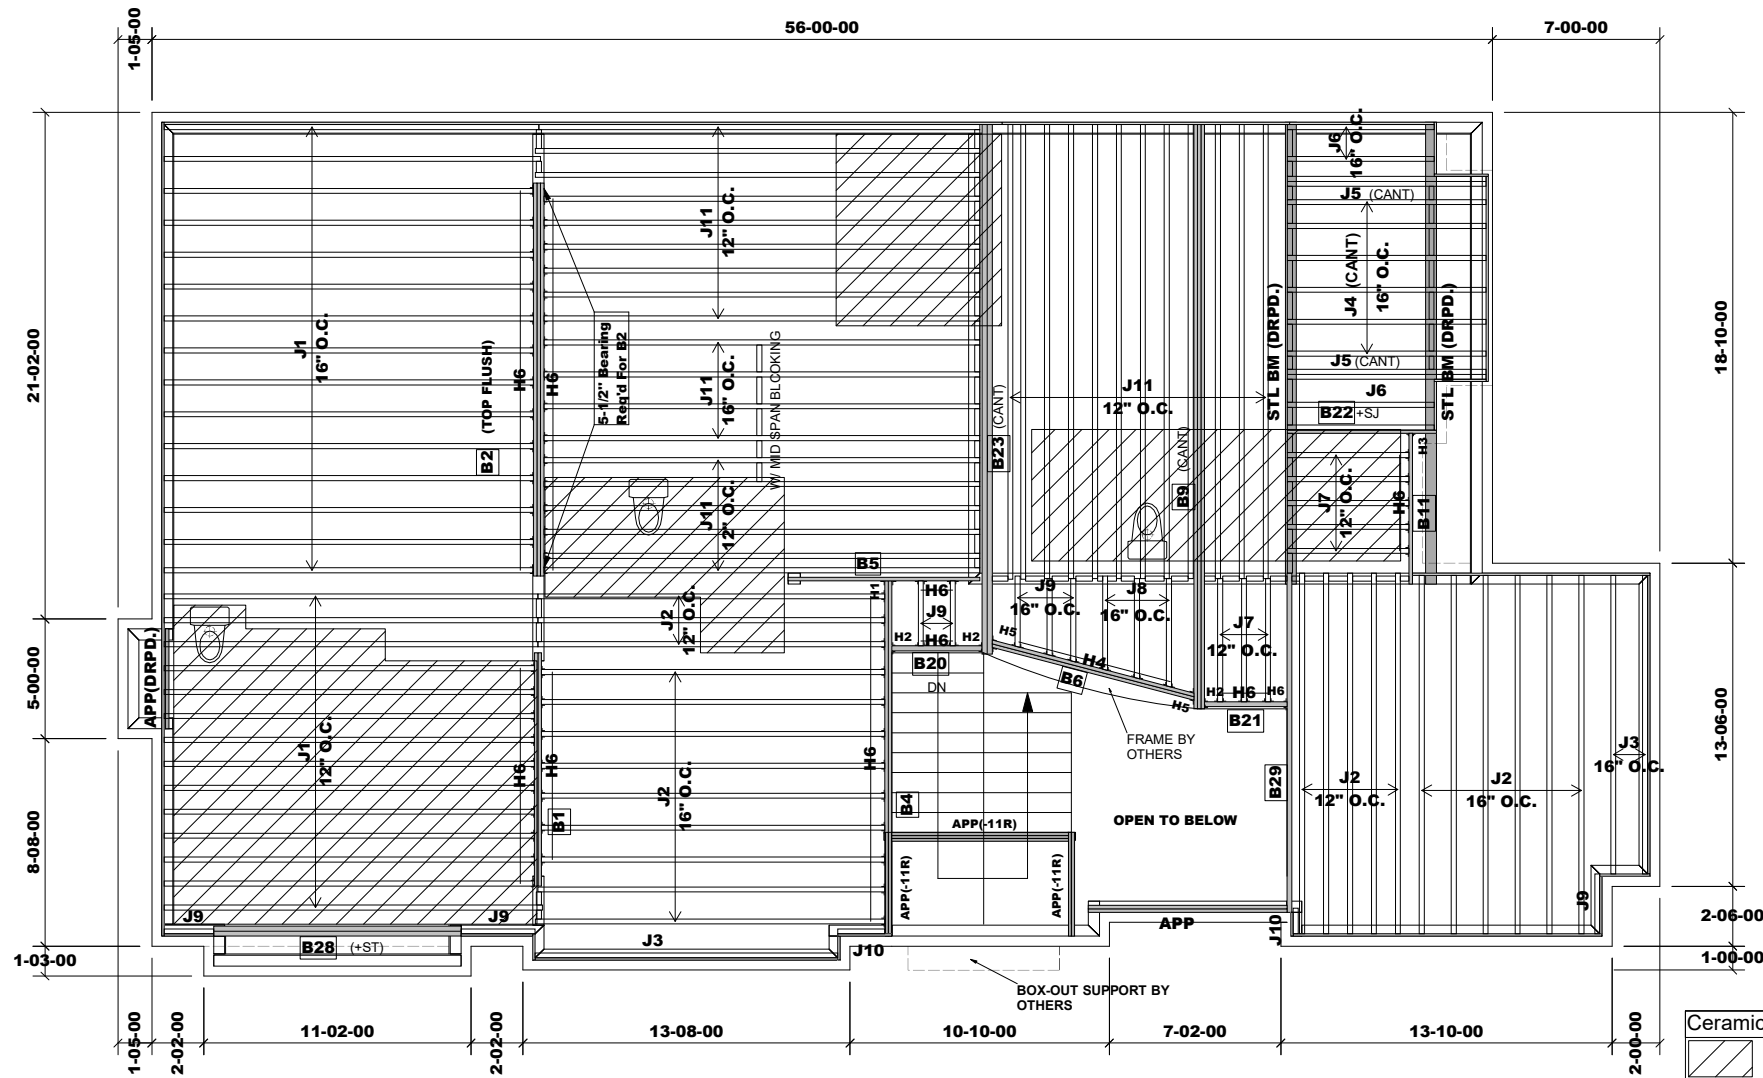 1-05-00
56-00-00
7-00-00
21-02-00
5-00-00
8-08-00
1-03-00
18-10-00
13-06-00
2-06-00
1-00-00
J1
16" O.C.
J11
12" O.C.
J11
16" O.C.
W/ MID SPAN BLCOKING
J11
12" O.C.
(TOP FLUSH)
B2
H6
H6
5-1/2" Bearing
Req'd For B2
B23 (CANT)
J11
12" O.C.
B9 (CANT)
STL BM (DRPD.)
STL BM (DRPD.)
J6
16" O.C.
J5 (CANT)
J4 (CANT)
16" O.C.
J5 (CANT)
J6
B22 +SJ
H3
J7
12" O.C.
H6
B11
B5
H1
H6
J9
H2 H6 H2
B20
DN
J9
16" O.C.
J8
16" O.C.
J7
12" O.C.
H5
H4
B6
H5
H2 H6 H6
B21
FRAME BY
OTHERS
APP(DRPD.)
J1
12" O.C.
J2
12" O.C.
J2
16" O.C.
H6
H6
B1
H6
B4
APP(-11R)
APP(-11R)
APP(-11R)
OPEN TO BELOW
B29
APP
J10
J2
12" O.C.
J2
16" O.C.
J3
16" O.C.
J9
J9
J9
B28 (+ST)
J3
J10
BOX-OUT SUPPORT BY
OTHERS
1-05-00
2-02-00
11-02-00
2-02-00
13-08-00
10-10-00
7-02-00
13-10-00
2-00-00
Ceramic